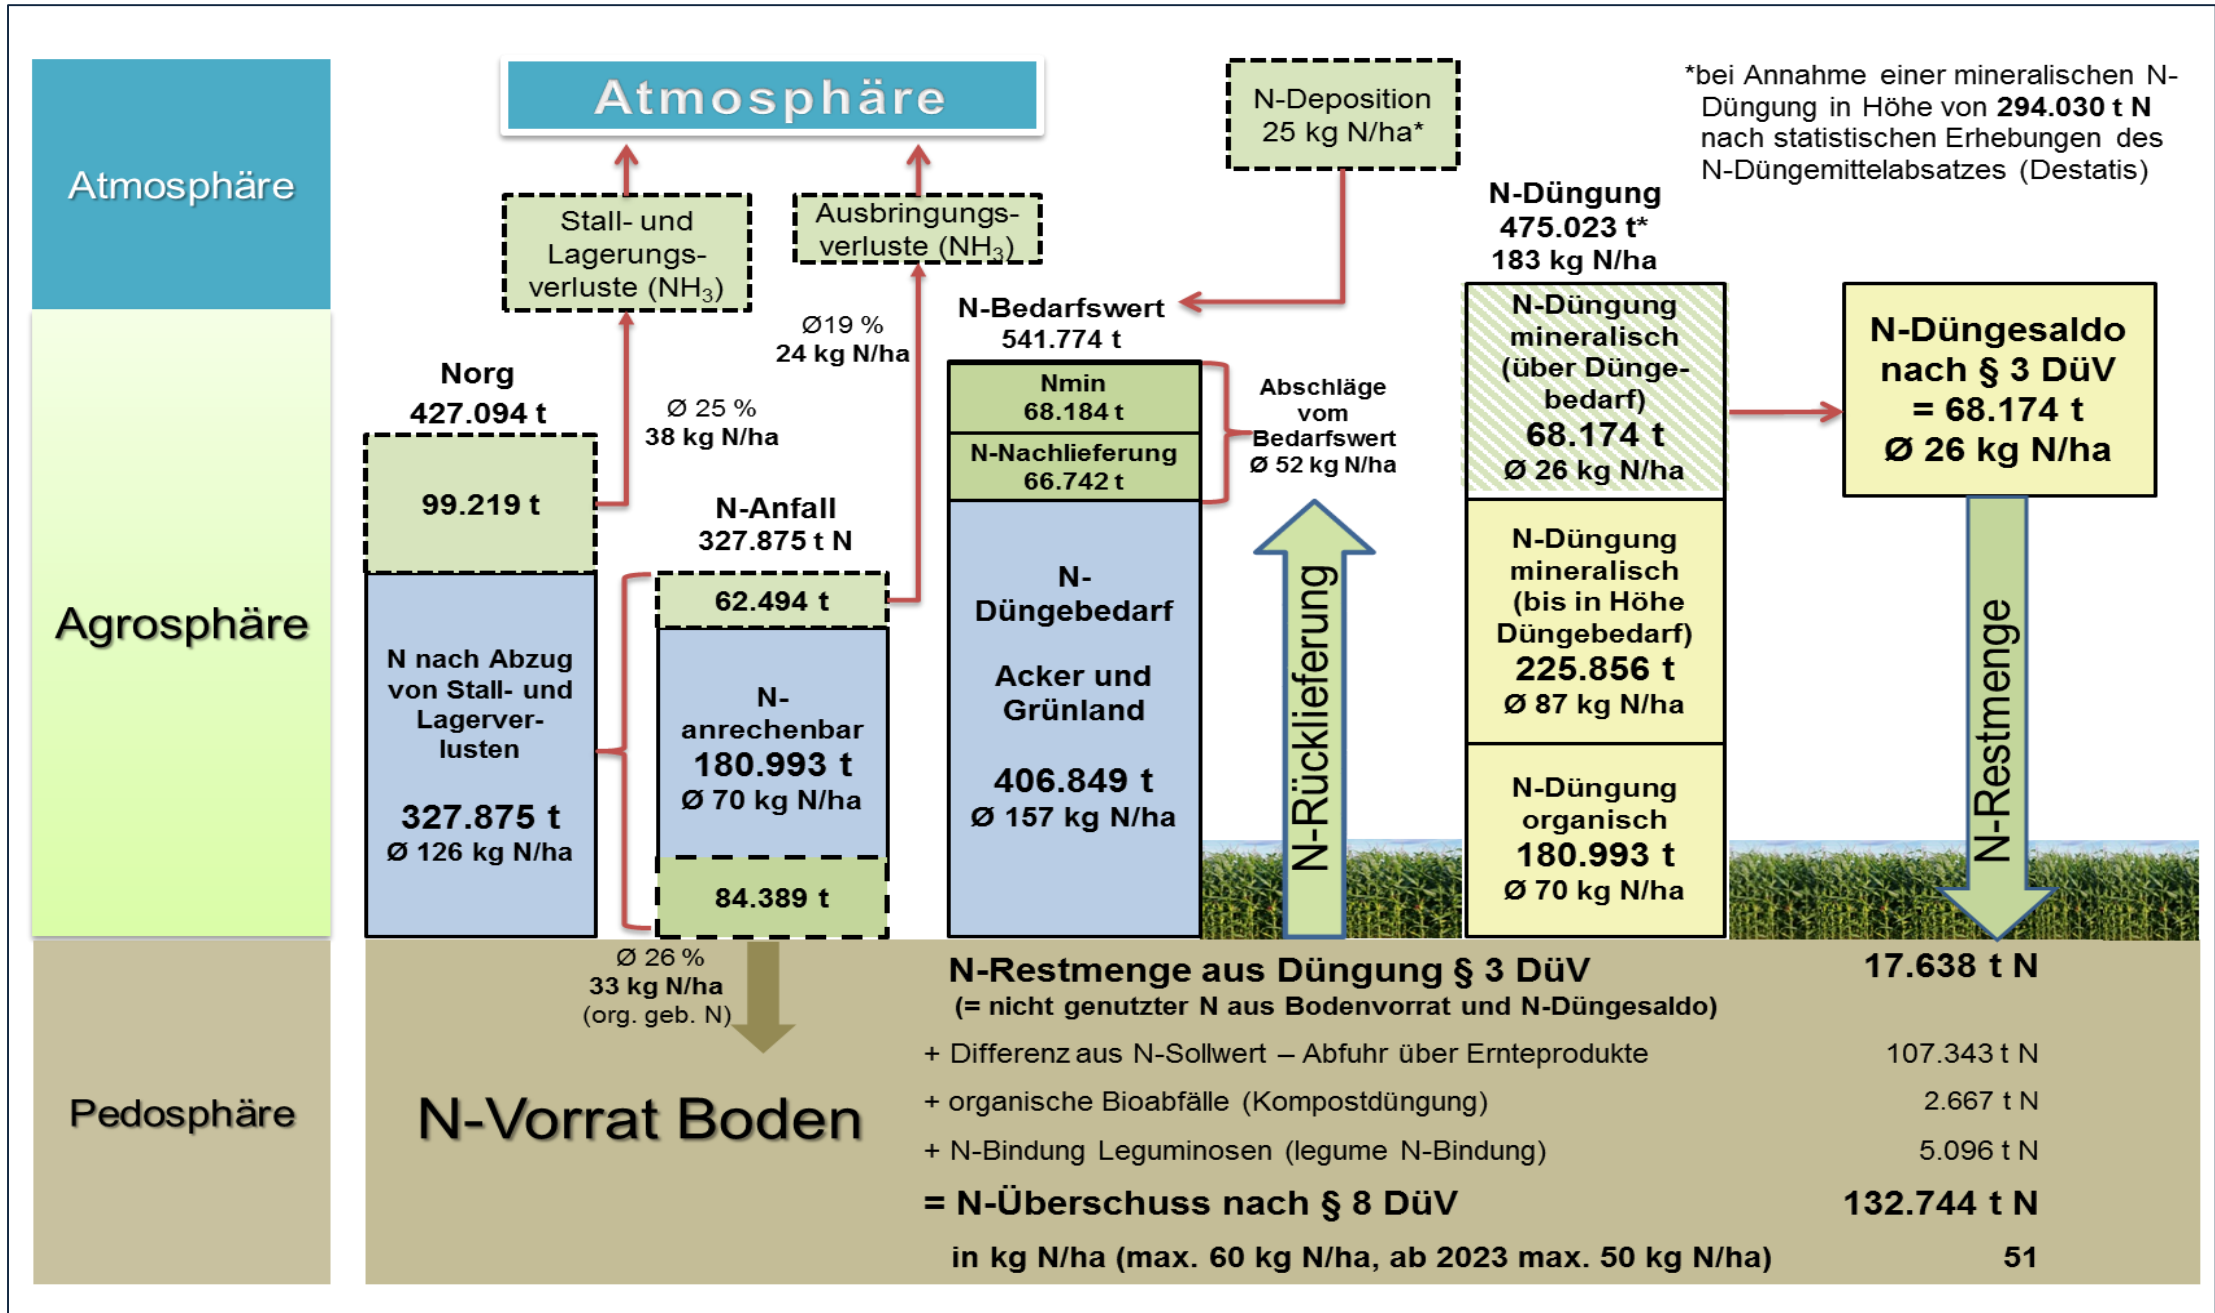 Atmosphäre
Agrosphäre
Pedosphäre
Atmosphäre
Stall- und
Lagerungs-
verluste (NH₃)
Ausbringungs-
verluste (NH₃)
N-Deposition
25 kg N/ha*
*bei Annahme einer mineralischen N-
Düngung in Höhe von 294.030 t N
nach statistischen Erhebungen des
N-Düngemittelabsatzes (Destatis)
Norg
427.094 t
99.219 t
Ø 25 %
38 kg N/ha
N nach Abzug
von Stall- und
Lagerver-
lusten
327.875 t
Ø 126 kg N/ha
N-Anfall
327.875 t N
62.494 t
Ø19 %
24 kg N/ha
N-
anrechenbar
180.993 t
Ø 70 kg N/ha
84.389 t
Ø 26 %
33 kg N/ha
(org. geb. N)
N-Bedarfswert
541.774 t
Nmin
68.184 t
N-Nachlieferung
66.742 t
Abschläge
vom
Bedarfswert
Ø 52 kg N/ha
N-
Düngebedarf
Acker und
Grünland
406.849 t
Ø 157 kg N/ha
N-Rücklieferung
N-Düngung
475.023 t*
183 kg N/ha
N-Düngung
mineralisch
(über Dünge-
bedarf)
68.174 t
Ø 26 kg N/ha
N-Düngung
mineralisch
(bis in Höhe
Düngebedarf)
225.856 t
Ø 87 kg N/ha
N-Düngung
organisch
180.993 t
Ø 70 kg N/ha
N-Düngesaldo
nach § 3 DüV
= 68.174 t
Ø 26 kg N/ha
N-Restmenge
N-Vorrat Boden
N-Restmenge aus Düngung § 3 DüV 17.638 t N
(= nicht genutzter N aus Bodenvorrat und N-Düngesaldo)
+ Differenz aus N-Sollwert – Abfuhr über Ernteprodukte 107.343 t N
+ organische Bioabfälle (Kompostdüngung) 2.667 t N
+ N-Bindung Leguminosen (legume N-Bindung) 5.096 t N
= N-Überschuss nach § 8 DüV 132.744 t N
in kg N/ha (max. 60 kg N/ha, ab 2023 max. 50 kg N/ha) 51